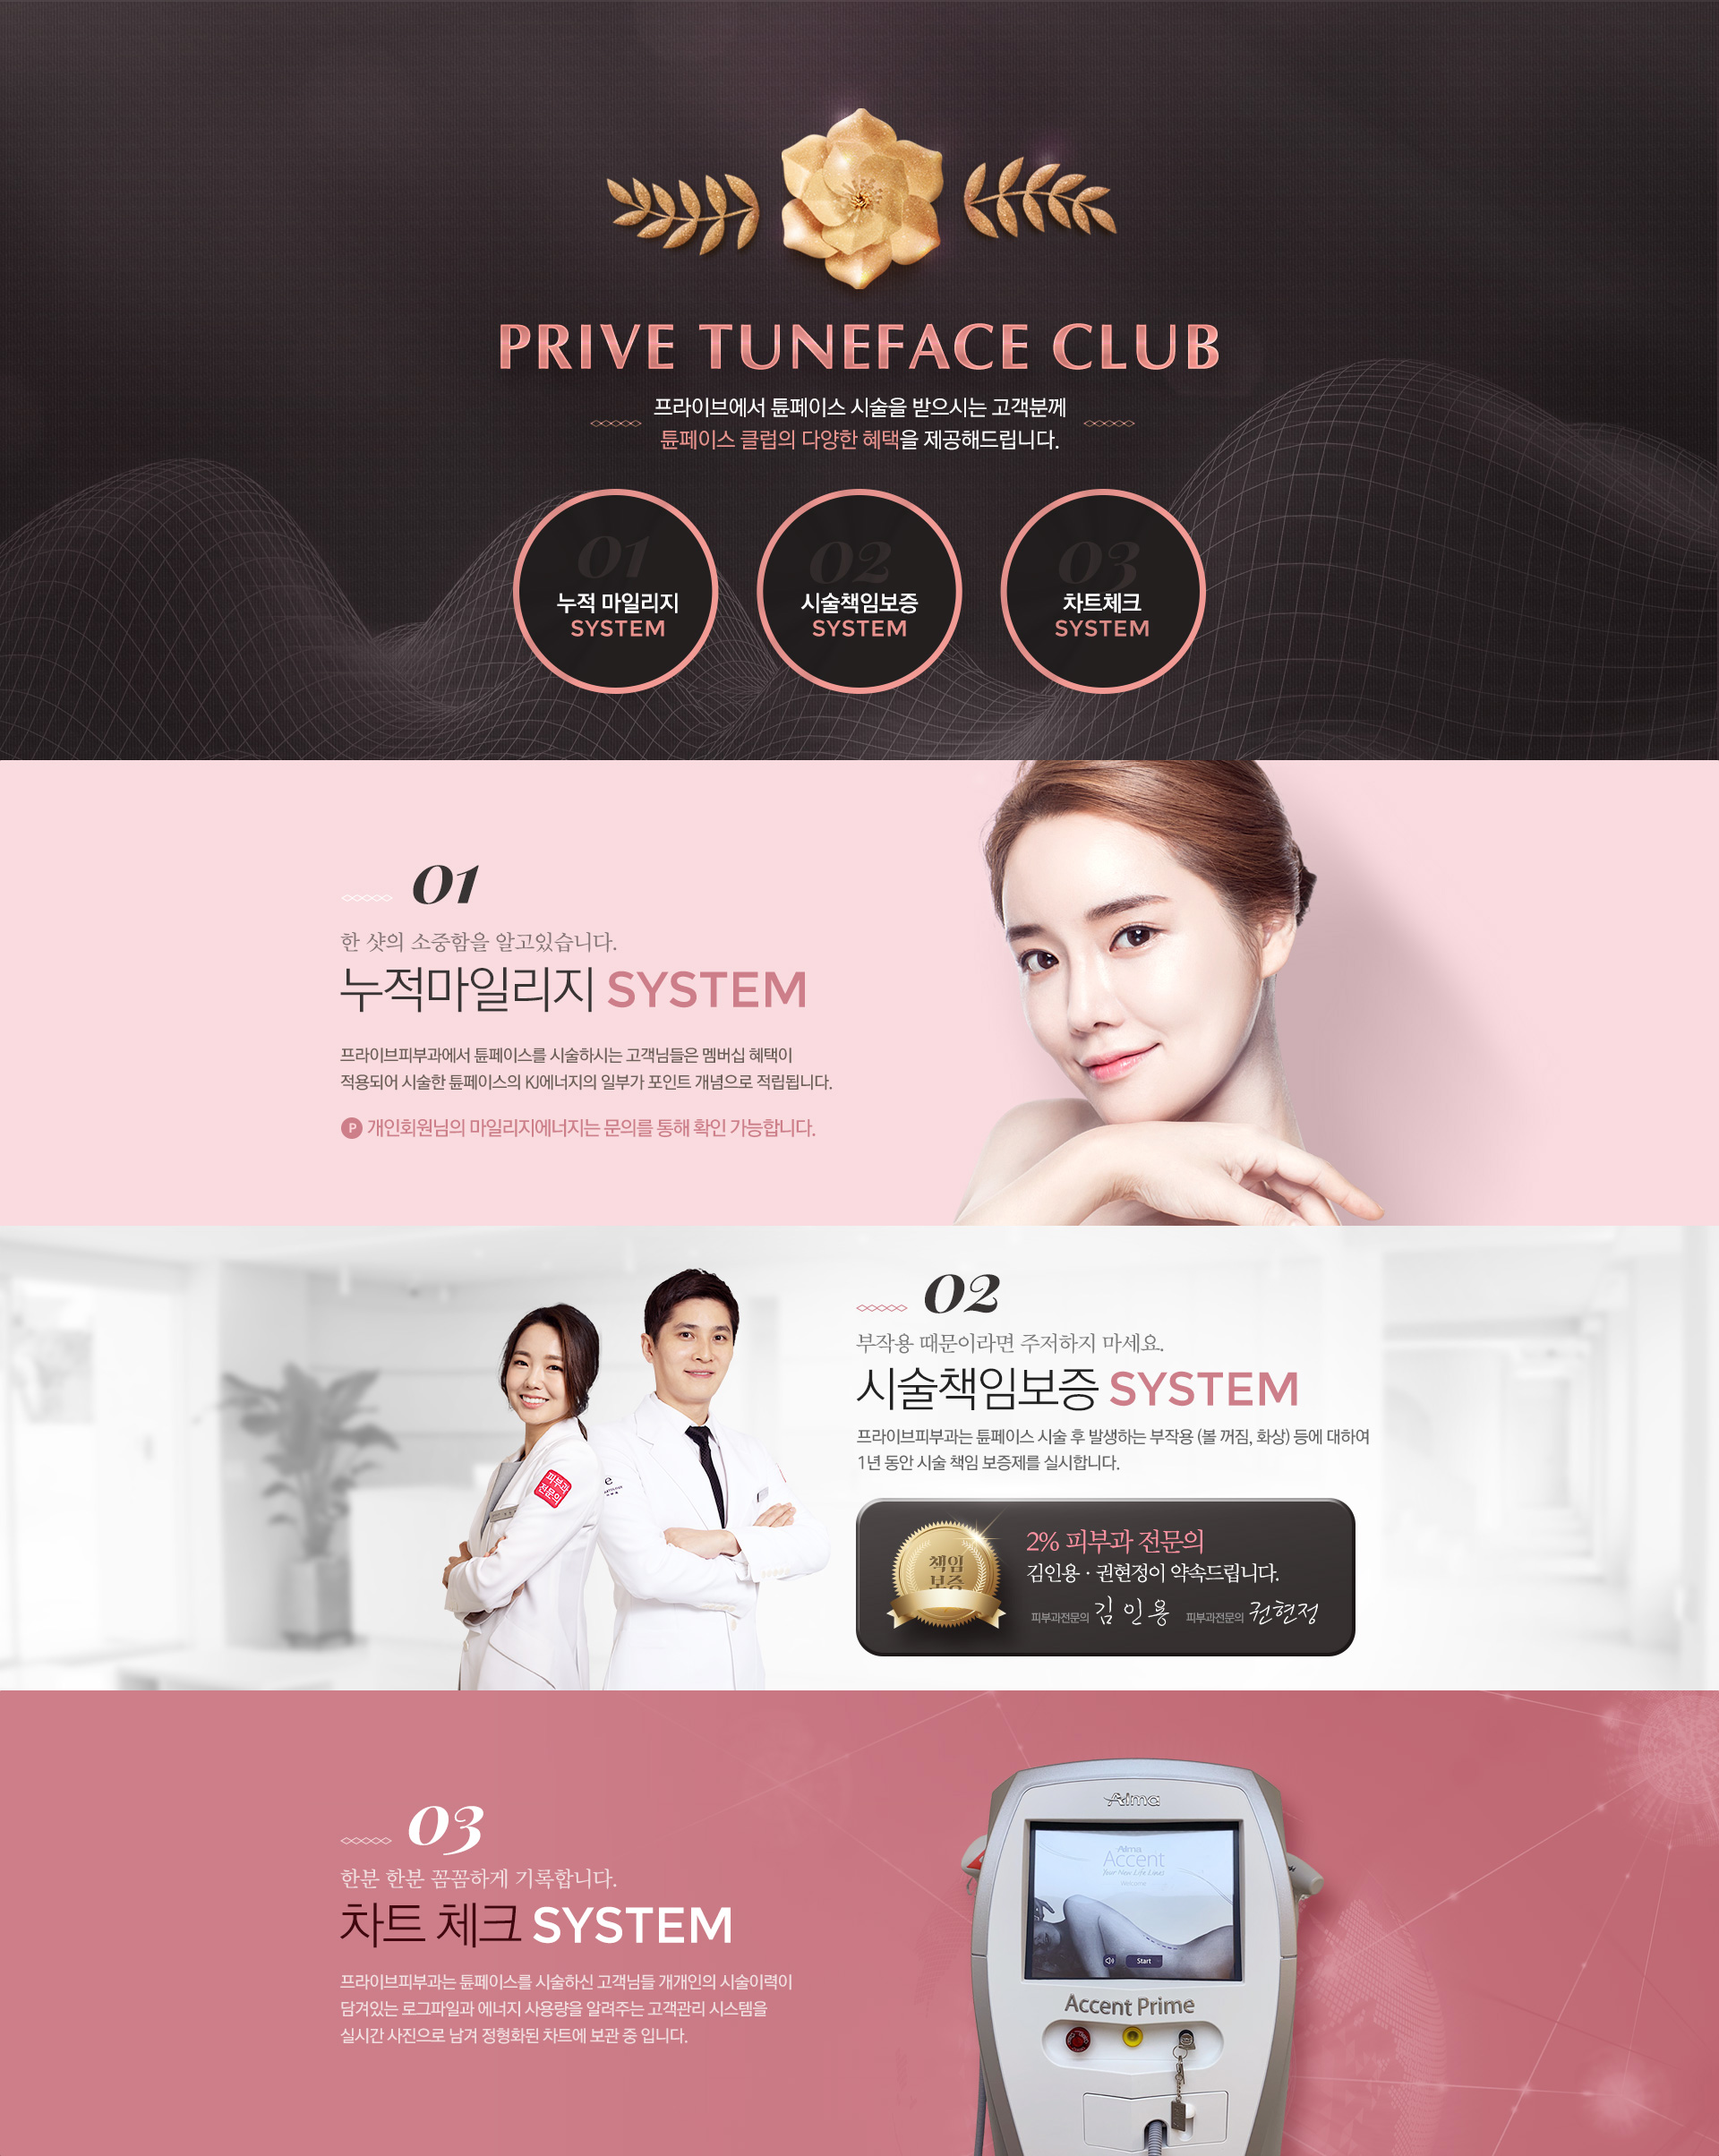 PRIVE TUNEFACE CLUB
프라이브에서 튠페이스 시술을 받으시는 고객분께
튠페이스 클럽의 다양한 혜택을 제공해드립니다.
01
누적 마일리지
SYSTEM
02
시술책임보증
SYSTEM
03
차트체크
SYSTEM
01
한 샷의 소중함을 알고있습니다.
누적마일리지 SYSTEM
프라이브피부과에서 튠페이스를 시술하시는 고객님들은 멤버십 혜택이
적용되어 시술한 튠페이스의 KJ에너지의 일부가 포인트 개념으로 적립됩니다.
P 개인회원님의 마일리지에너지는 문의를 통해 확인 가능합니다.
02
부작용 때문이라면 주저하지 마세요.
시술책임보증 SYSTEM
프라이브피부과는 튠페이스 시술 후 발생하는 부작용 (볼 꺼짐, 화상) 등에 대하여
1년 동안 시술 책임 보증제를 실시합니다.
피부과
전문의
책임
보증
2% 피부과 전문의
김인용 · 권현정이 약속드립니다.
피부과전문의 김 인 용 피부과전문의 권현정
03
한분 한분 꼼꼼하게 기록합니다.
차트 체크 SYSTEM
프라이브피부과는 튠페이스를 시술하신 고객님들 개개인의 시술이력이
담겨있는 로그파일과 에너지 사용량을 알려주는 고객관리 시스템을
실시간 사진으로 남겨 정형화된 차트에 보관 중 입니다.
Alma
Alma
Accent
Your New Life Lines
Welcome
Start
Accent Prime